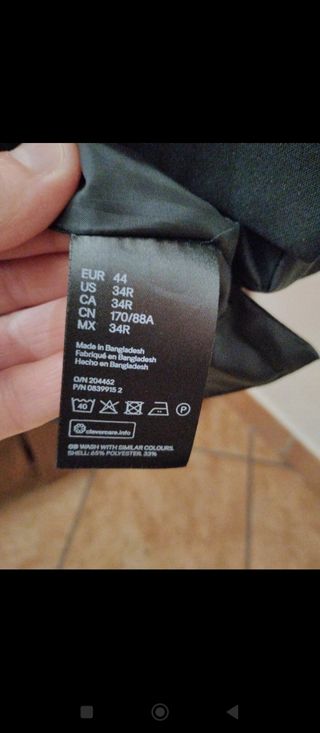 EUR 44
US 34R
CA 34R
CN 170/88A
MX 34R
Made in Bangladesh
Fabriqué en Bangladesh
Hecho en Bangladesh
O/N 204462
P/N 0839915 2
40 P
clevercare.info
GB WASH WITH SIMILAR COLOURS.
SHELL: 65% POLYESTER. 33%